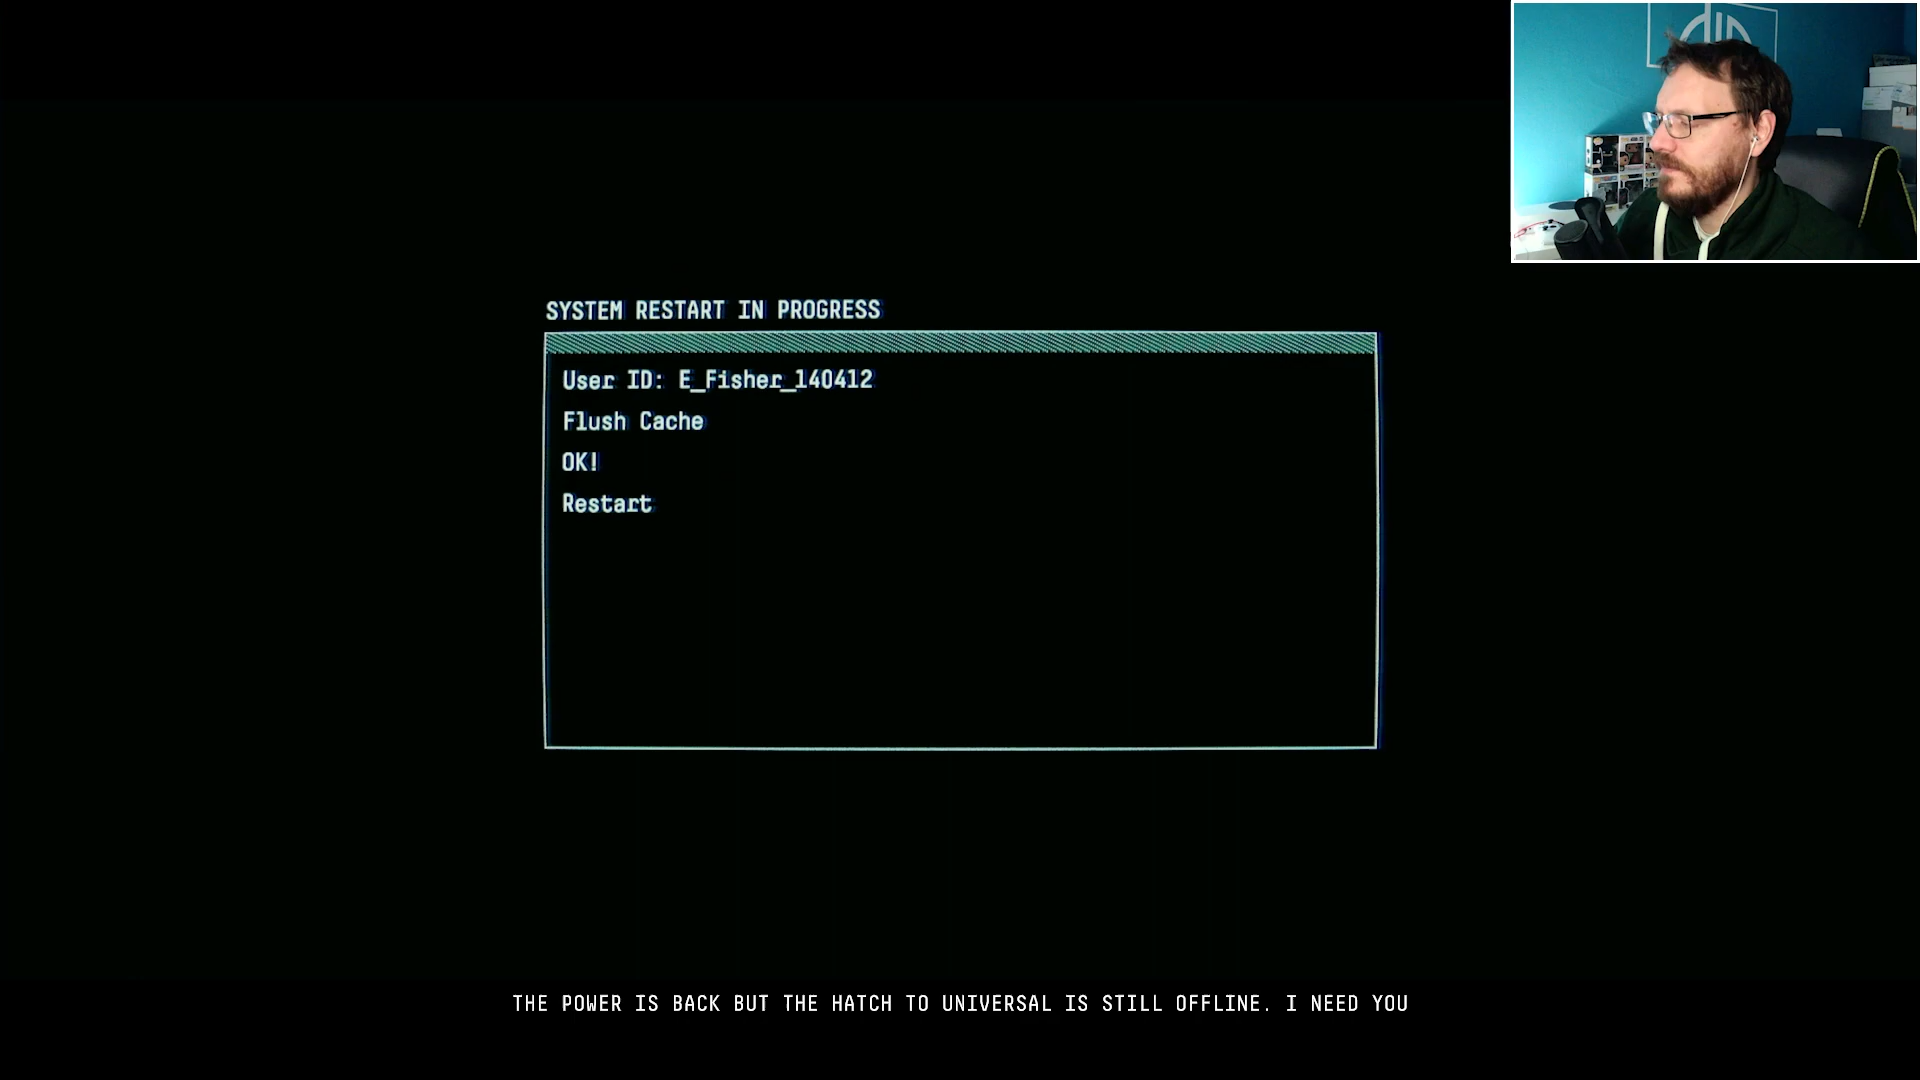 SYSTEM RESTART IN PROGRESS
User ID: E_Fisher_140412
Flush Cache
OK!
Restart
THE POWER IS BACK BUT THE HATCH TO UNIVERSAL IS STILL OFFLINE. I NEED YOU